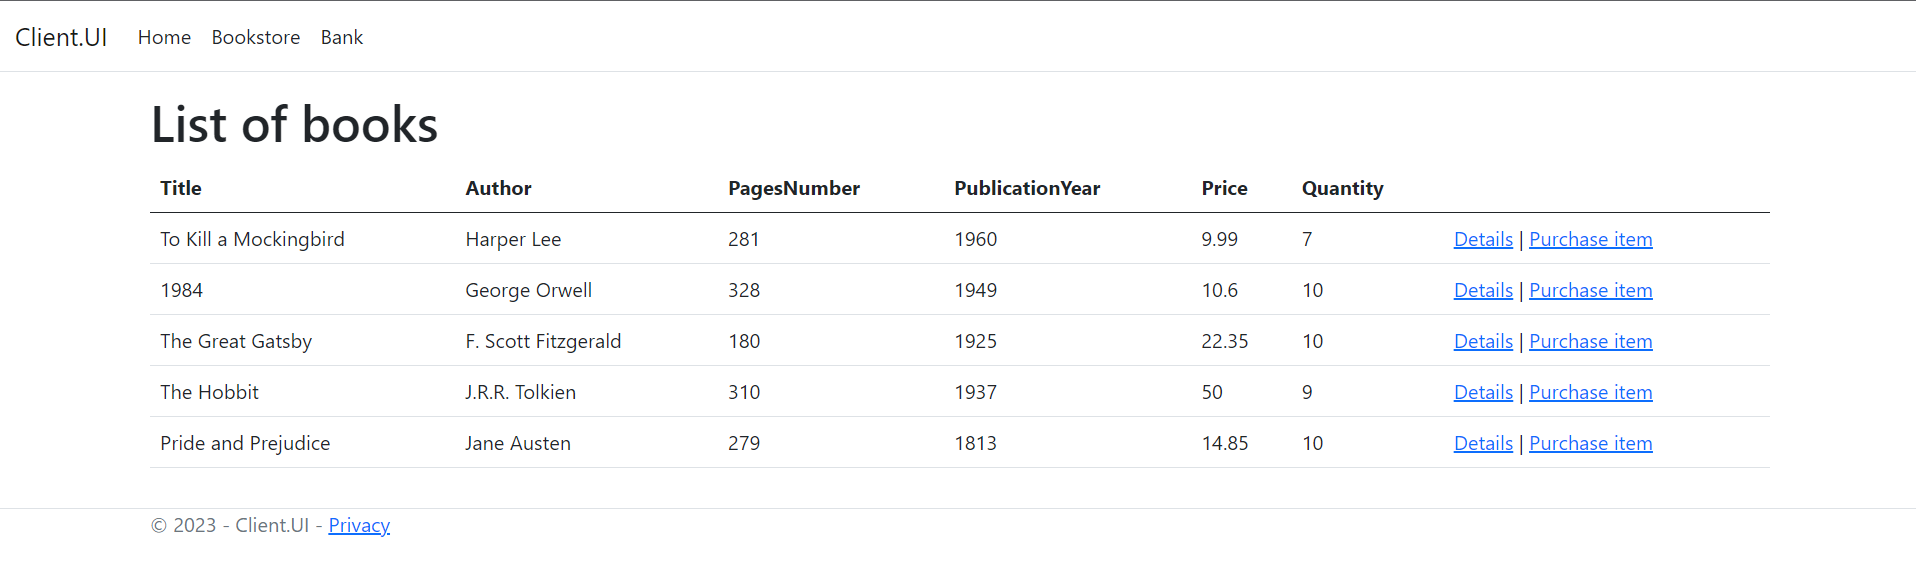 Client.UI Home Bookstore Bank
List of books
Title Author PagesNumber PublicationYear Price Quantity
To Kill a Mockingbird Harper Lee 281 1960 9.99 7 Details | Purchase item
1984 George Orwell 328 1949 10.6 10 Details | Purchase item
The Great Gatsby F. Scott Fitzgerald 180 1925 22.35 10 Details | Purchase item
The Hobbit J.R.R. Tolkien 310 1937 50 9 Details | Purchase item
Pride and Prejudice Jane Austen 279 1813 14.85 10 Details | Purchase item
© 2023 - Client.UI - Privacy